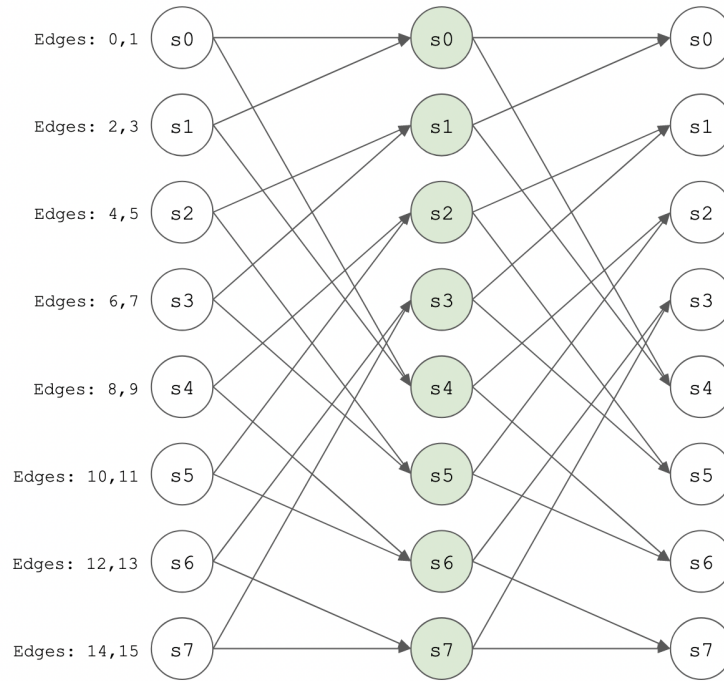 Edges: 0,1 s0 s0 s0
Edges: 2,3 s1 s1 s1
Edges: 4,5 s2 s2 s2
Edges: 6,7 s3 s3 s3
Edges: 8,9 s4 s4 s4
Edges: 10,11 s5 s5 s5
Edges: 12,13 s6 s6 s6
Edges: 14,15 s7 s7 s7